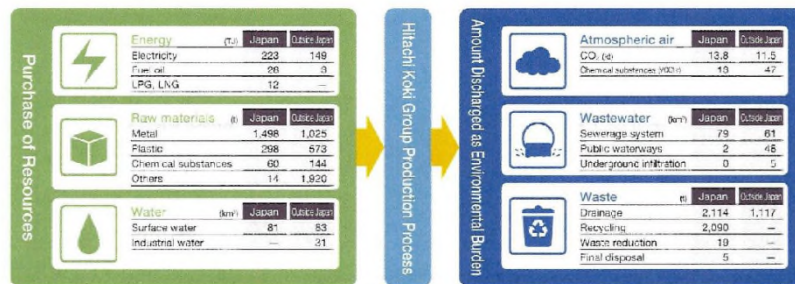 Purchase of Resources
Energy (TJ) Japan Outside Japan
Electricity 223 149
Fuel oil 26 3
LPG, LNG 12 —
Raw materials (t) Japan Outside Japan
Metal 1,498 1,025
Plastic 298 573
Chemical substances 60 144
Others 14 1,920
Water (km³) Japan Outside Japan
Surface water 81 83
Industrial water — 31
Hitachi Koki Group Production Process
Amount Discharged as Environmental Burden
Atmospheric air Japan Outside Japan
CO₂ (kt) 13.8 11.5
Chemical substances 13 47
Wastewater (km³) Japan Outside Japan
Sewerage system 79 61
Public waterways 2 48
Underground infiltration 0 5
Waste (t) Japan Outside Japan
Drainage 2,114 1,117
Recycling 2,090 —
Waste reduction 19 —
Final disposal 5 —